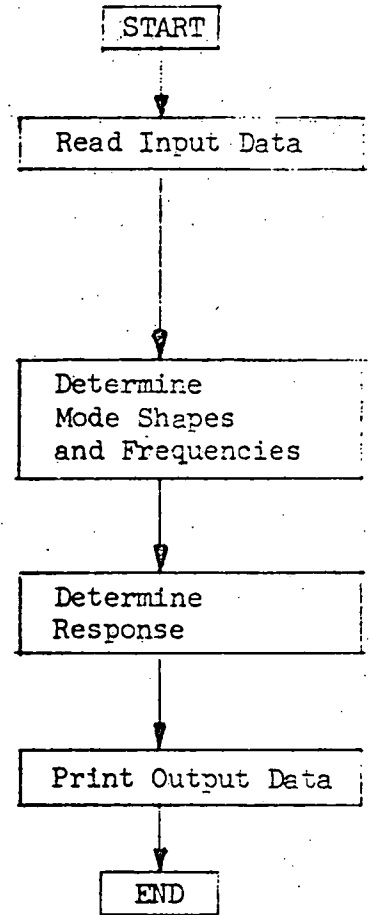 START
Read Input Data
Determine
Mode Shapes
and Frequencies
Determine
Response
Print Output Data
END